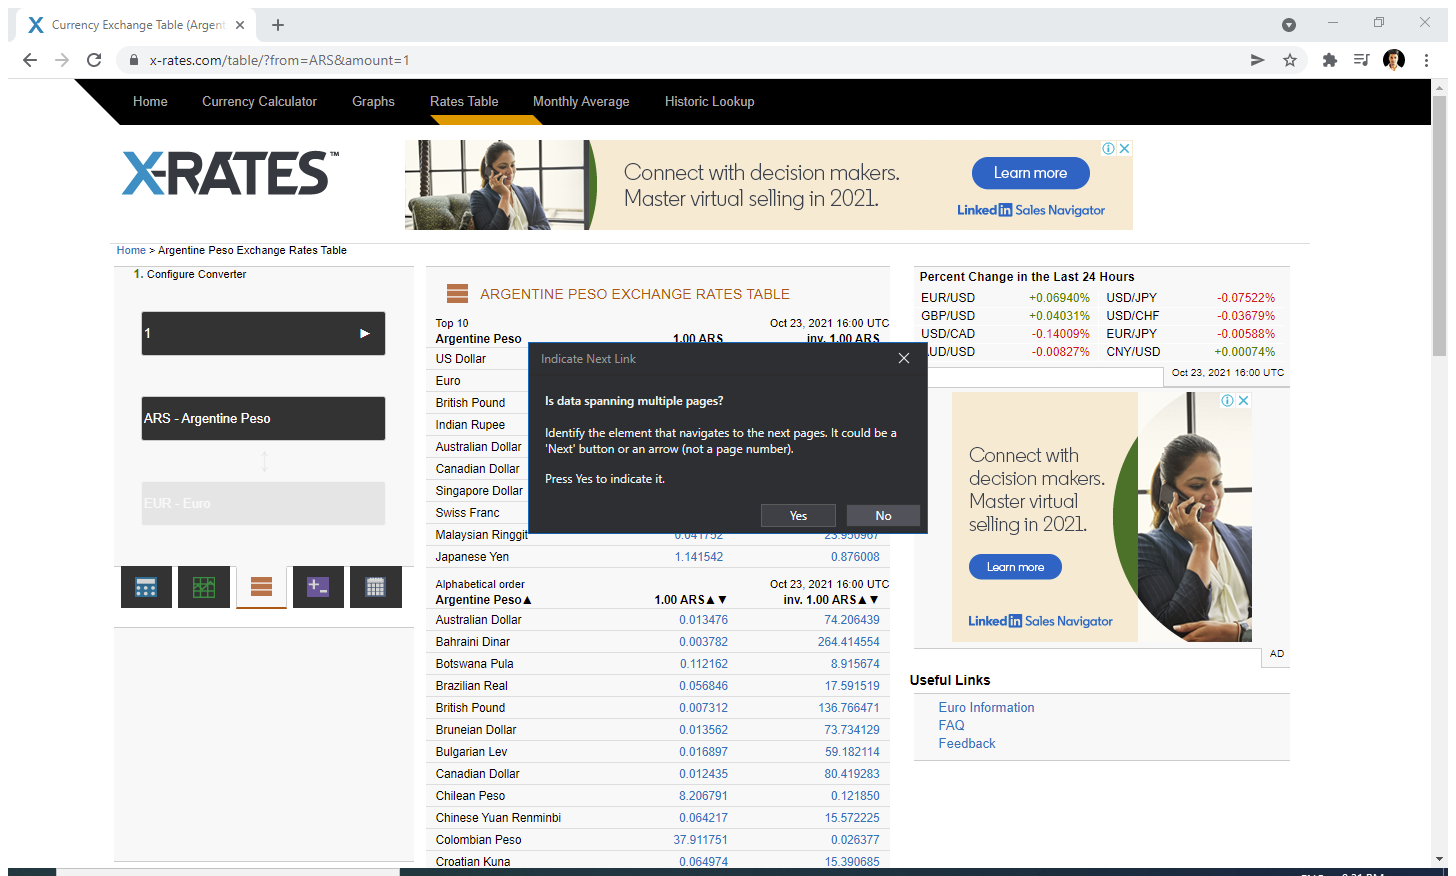 Currency Exchange Table (Argent
x-rates.com/table/?from=ARS&amount=1
Home Currency Calculator Graphs Rates Table Monthly Average Historic Lookup
X-RATES™
Connect with decision makers.
Master virtual selling in 2021.
Learn more
Linked in Sales Navigator
Home > Argentine Peso Exchange Rates Table
1. Configure Converter
1
ARS - Argentine Peso
EUR - Euro
ARGENTINE PESO EXCHANGE RATES TABLE
Top 10 Oct 23, 2021 16:00 UTC
Argentine Peso 1.00 ARS inv. 1.00 ARS
US Dollar
Euro
British Pound
Indian Rupee
Australian Dollar
Canadian Dollar
Singapore Dollar
Swiss Franc
Malaysian Ringgit 0.041752 23.950967
Japanese Yen 1.141542 0.876008
Indicate Next Link
Is data spanning multiple pages?
Identify the element that navigates to the next pages. It could be a
'Next' button or an arrow (not a page number).
Press Yes to indicate it.
Yes No
Alphabetical order Oct 23, 2021 16:00 UTC
Argentine Peso▲ 1.00 ARS▲▼ inv. 1.00 ARS▲▼
Australian Dollar 0.013476 74.206439
Bahraini Dinar 0.003782 264.414554
Botswana Pula 0.112162 8.915674
Brazilian Real 0.056846 17.591519
British Pound 0.007312 136.766471
Bruneian Dollar 0.013562 73.734129
Bulgarian Lev 0.016897 59.182114
Canadian Dollar 0.012435 80.419283
Chilean Peso 8.206791 0.121850
Chinese Yuan Renminbi 0.064217 15.572225
Colombian Peso 37.911751 0.026377
Croatian Kuna 0.064974 15.390685
Percent Change in the Last 24 Hours
EUR/USD +0.06940% USD/JPY -0.07522%
GBP/USD +0.04031% USD/CHF -0.03679%
USD/CAD -0.14009% EUR/JPY -0.00588%
UD/USD -0.00827% CNY/USD +0.00074%
Oct 23, 2021 16:00 UTC
Connect with
decision makers.
Master virtual
selling in 2021.
Learn more
Linked in Sales Navigator
AD
Useful Links
Euro Information
FAQ
Feedback